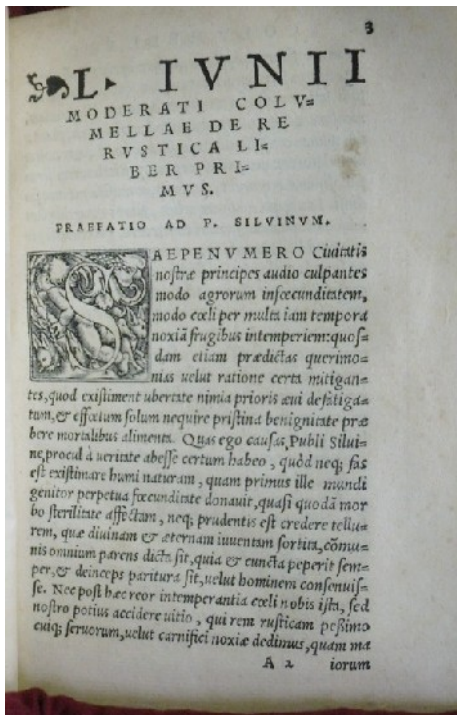 3
L. IVNII
MODERATI COLV=
MELLAE DE RE
RVSTICA LI=
BER PRI=
MVS.
PRAEFATIO AD P. SILVINVM.
SAEPENVMERO Ciuitatis
nostræ principes audio culpantes
modo agrorum infœcunditatem,
modo cœli per multa iam tempora
noxiã frugibus intemperiem: quos=
dam etiam prædictas querimo=
nias uelut ratione certa mitigan=
tes, quod existiment ubertate nimia prioris æui defatiga=
tum, & effœtum solum nequire pristina benignitate præ
bere mortalibus alimenta. Quas ego causas, Publi Silui=
ne, procul à ueritate abesse certum habeo, quòd neq; fas
est existimare humi naturam, quam primus ille mundi
genitor perpetua fœcunditate donauit, quasi quodã mor
bo sterilitate affectam, neq; prudentis est credere tellu=
rem, quæ diuinam & æternam iuuentam sortita, cõmu=
nis omnium parens dicta sit, quia & cuncta peperit sem=
per, & deinceps paritura sit, uelut hominem consenuis=
se. Nec post hæc reor intemperantia cœli nobis ista, sed
nostro potius accidere uitio, qui rem rusticam peßimo
cuiq; seruorum, uelut carnifici noxiæ dedimus, quam ma
A 2 iorum